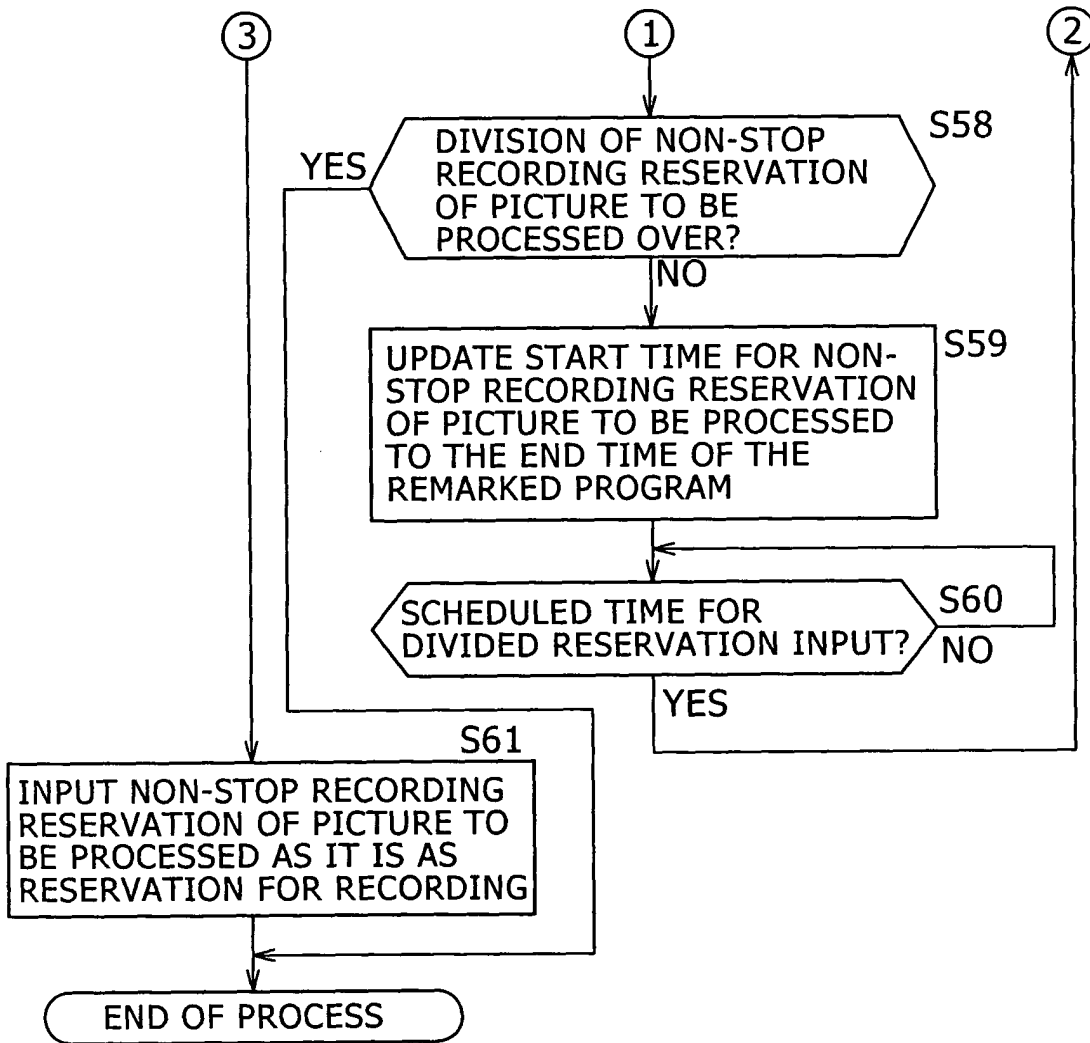 3
1
2
S58
YES
DIVISION OF NON-STOP
RECORDING RESERVATION
OF PICTURE TO BE
PROCESSED OVER?
NO
S59
UPDATE START TIME FOR NON-
STOP RECORDING RESERVATION
OF PICTURE TO BE PROCESSED
TO THE END TIME OF THE
REMARKED PROGRAM
S60
SCHEDULED TIME FOR
DIVIDED RESERVATION INPUT?
NO
YES
S61
INPUT NON-STOP RECORDING
RESERVATION OF PICTURE TO
BE PROCESSED AS IT IS AS
RESERVATION FOR RECORDING
END OF PROCESS